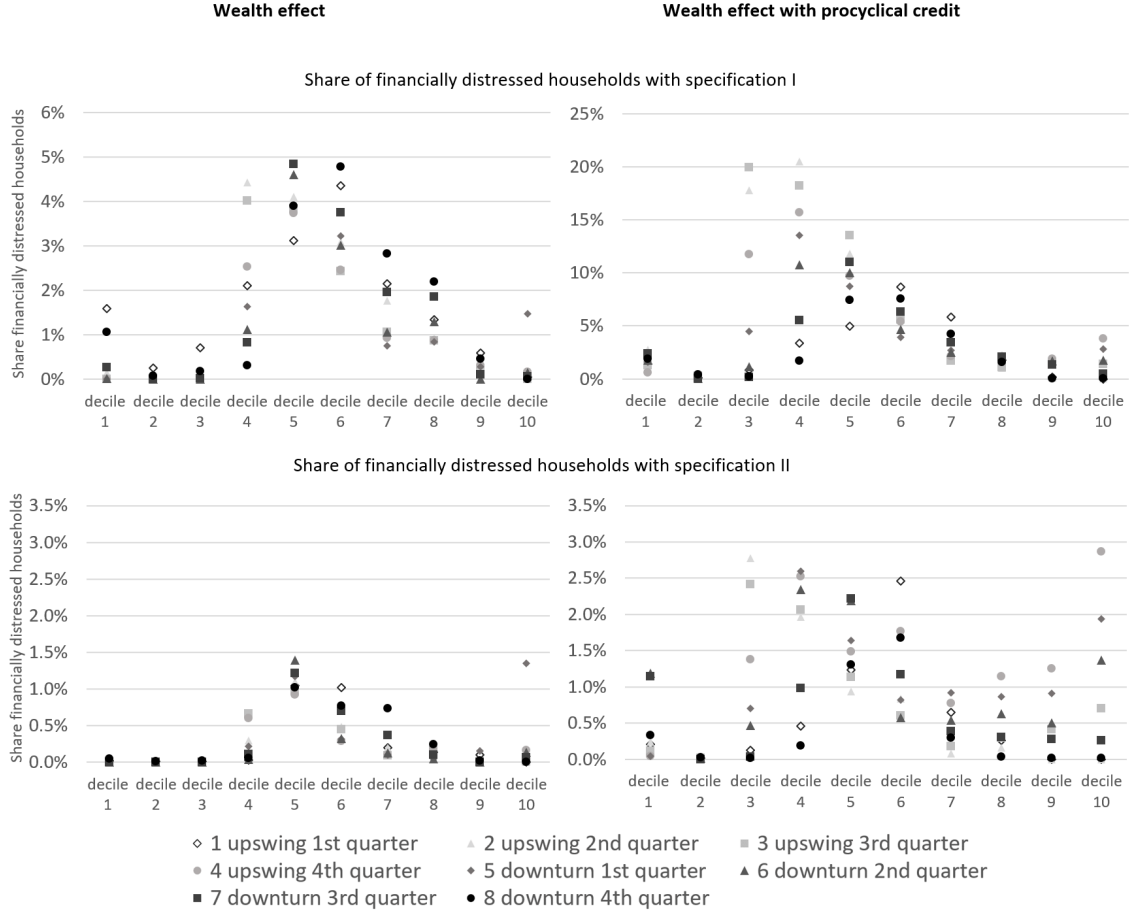 Wealth effect
Wealth effect with procyclical credit
Share of financially distressed households with specification I
Share financially distressed households
6%
5%
4%
3%
2%
1%
0%
decile 1
decile 2
decile 3
decile 4
decile 5
decile 6
decile 7
decile 8
decile 9
decile 10
25%
20%
15%
10%
5%
0%
decile 1
decile 2
decile 3
decile 4
decile 5
decile 6
decile 7
decile 8
decile 9
decile 10
Share of financially distressed households with specification II
Share financially distressed households
3.5%
3.0%
2.5%
2.0%
1.5%
1.0%
0.5%
0.0%
decile 1
decile 2
decile 3
decile 4
decile 5
decile 6
decile 7
decile 8
decile 9
decile 10
3.5%
3.0%
2.5%
2.0%
1.5%
1.0%
0.5%
0.0%
decile 1
decile 2
decile 3
decile 4
decile 5
decile 6
decile 7
decile 8
decile 9
decile 10
1 upswing 1st quarter
2 upswing 2nd quarter
3 upswing 3rd quarter
4 upswing 4th quarter
5 downturn 1st quarter
6 downturn 2nd quarter
7 downturn 3rd quarter
8 downturn 4th quarter